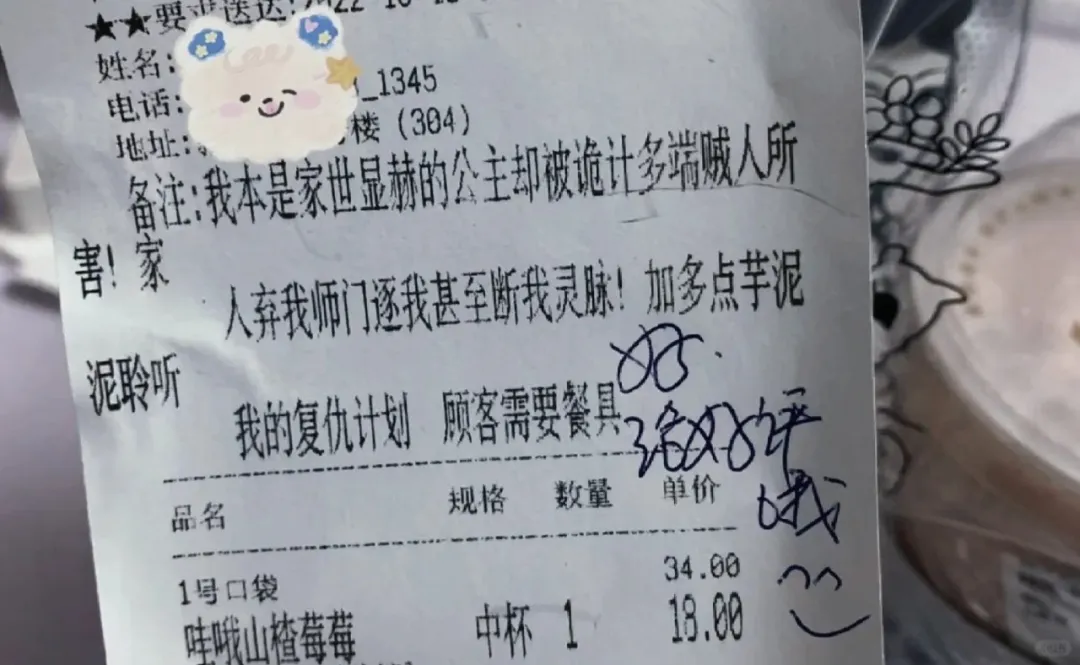 ★★要求送达:2022-10-15
姓名:
电话: _1345
地址: 楼 (304)
备注:我本是家世显赫的公主却被诡计多端贼人所
害! 家
人弃我师门逐我甚至断我灵脉! 加多点芋泥
泥聆听
我的复仇计划 顾客需要餐具
好.
给好评
哦
品名 规格 数量 单价
1号口袋 34.00
哇哦山楂莓莓 中杯 1 18.00